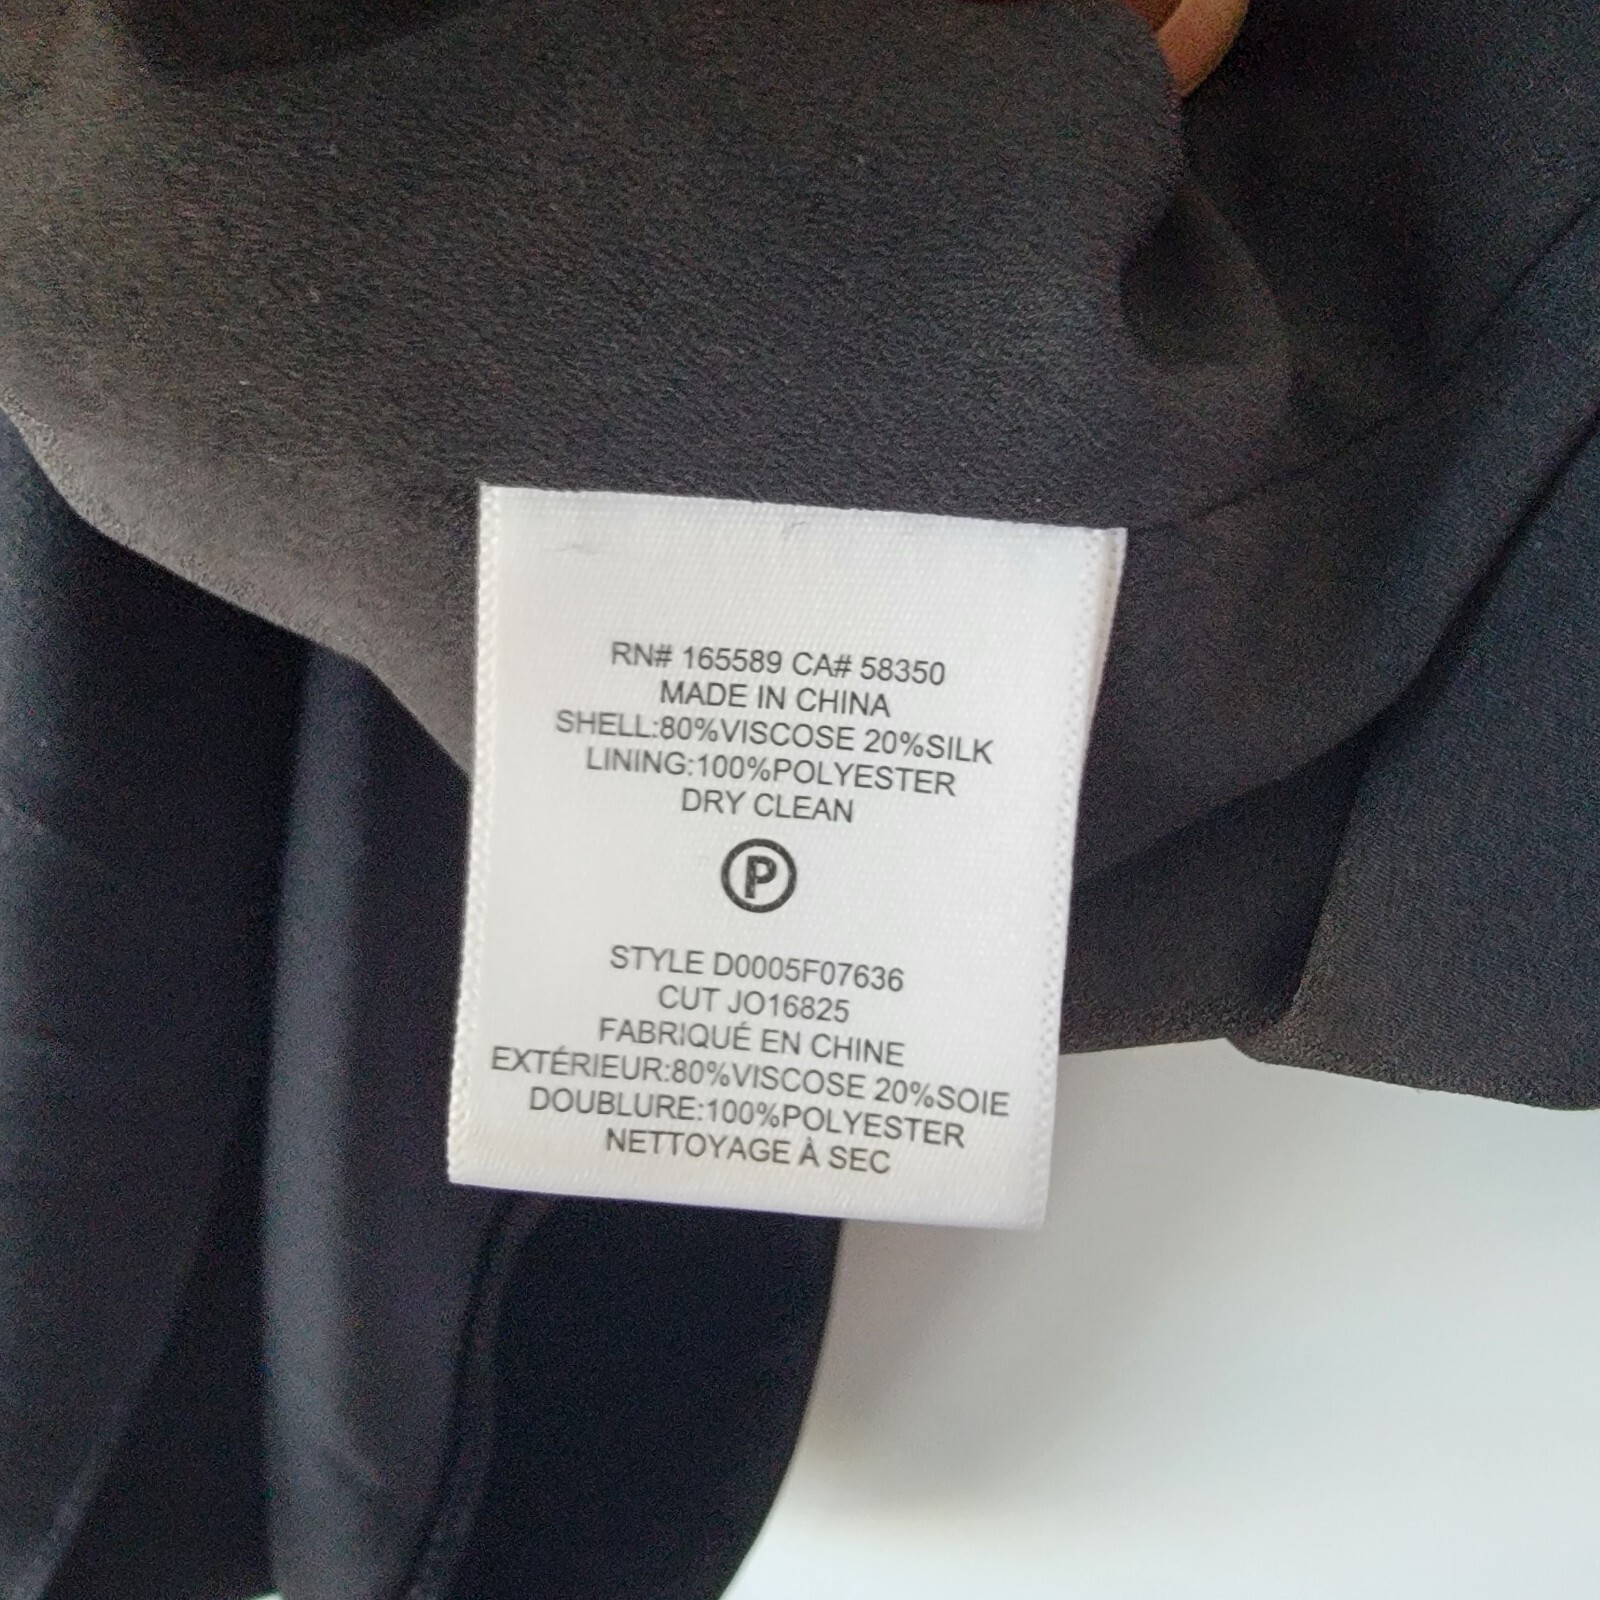 RN# 165589 CA# 58350
MADE IN CHINA
SHELL:80%VISCOSE 20%SILK
LINING:100%POLYESTER
DRY CLEAN
P
STYLE D0005F07636
CUT JO16825
FABRIQUÉ EN CHINE
EXTÉRIEUR:80%VISCOSE 20%SOIE
DOUBLURE:100%POLYESTER
NETTOYAGE À SEC